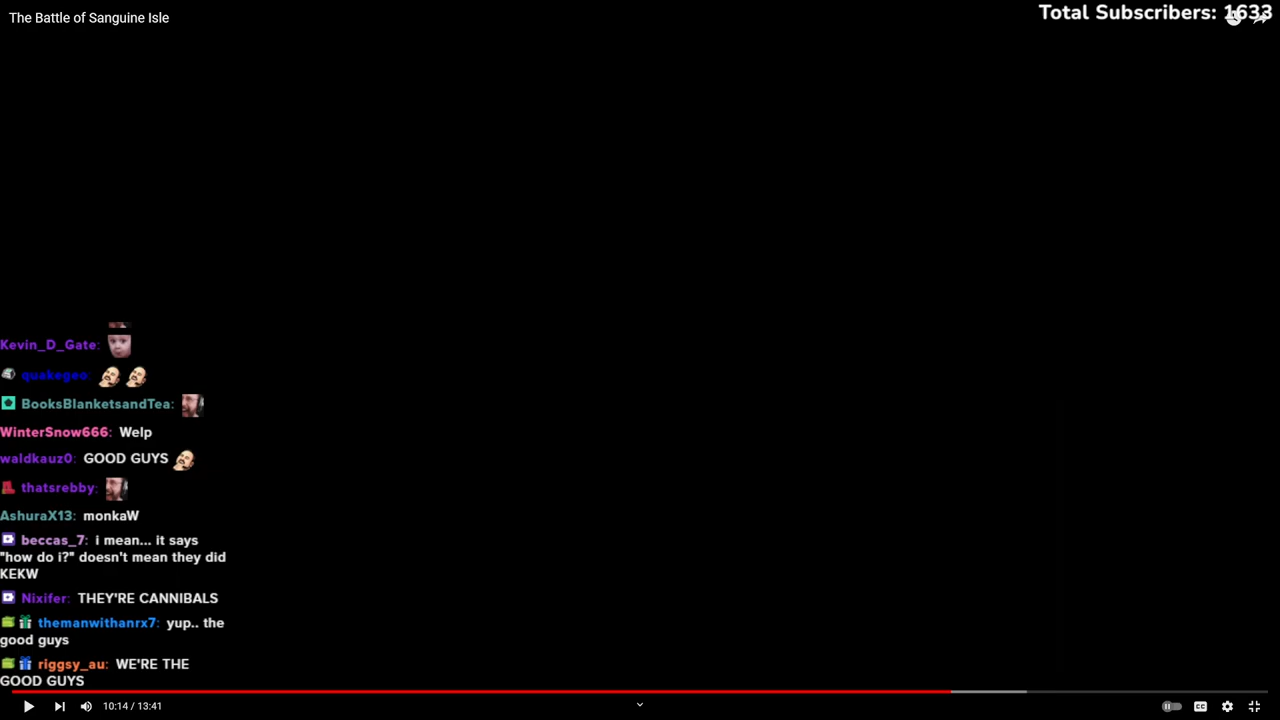 The Battle of Sanguine Isle
Total Subscribers: 1633
Kevin_D_Gate:
quakegeo:
BooksBlanketsandTea:
WinterSnow666: Welp
waldkauz0: GOOD GUYS
thatsrebby:
AshuraX13: monkaW
beccas_7: i mean... it says
"how do i?" doesn't mean they did
KEKW
Nixifer: THEY'RE CANNIBALS
themanwithanrx7: yup.. the
good guys
riggsy_au: WE'RE THE
GOOD GUYS
10:14 / 13:41
CC